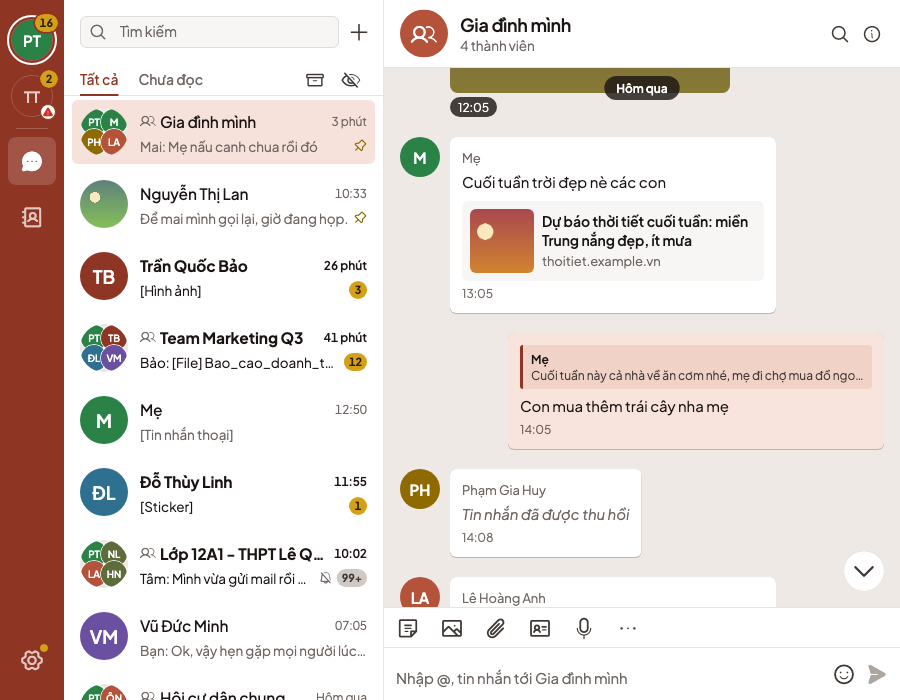 PT
16
TT
2
Tìm kiếm
Tất cả
Chưa đọc
PT
M
PH
LA
Gia đình mình
3 phút
Mai: Mẹ nấu canh chua rồi đó
Nguyễn Thị Lan
10:33
Để mai mình gọi lại, giờ đang họp.
TB
Trần Quốc Bảo
26 phút
[Hình ảnh]
3
PT
TB
ĐL
VM
Team Marketing Q3
41 phút
Bảo: [File] Bao_cao_doanh_t...
12
M
Mẹ
12:50
[Tin nhắn thoại]
ĐL
Đỗ Thùy Linh
11:55
[Sticker]
1
PT
NL
LA
HN
Lớp 12A1 - THPT Lê Q...
10:02
Tâm: Mình vừa gửi mail rồi ...
99+
VM
Vũ Đức Minh
07:05
Bạn: Ok, vậy hẹn gặp mọi người lúc...
PT
ÔN
Hội cư dân chung
Hôm qua
Gia đình mình
4 thành viên
Hôm qua
12:05
M
Mẹ
Cuối tuần trời đẹp nè các con
Dự báo thời tiết cuối tuần: miền
Trung nắng đẹp, ít mưa
thoitiet.example.vn
13:05
Mẹ
Cuối tuần này cả nhà về ăn cơm nhé, mẹ đi chợ mua đồ ngo...
Con mua thêm trái cây nha mẹ
14:05
PH
Phạm Gia Huy
Tin nhắn đã được thu hồi
14:08
LA
Lê Hoàng Anh
Nhập @, tin nhắn tới Gia đình mình